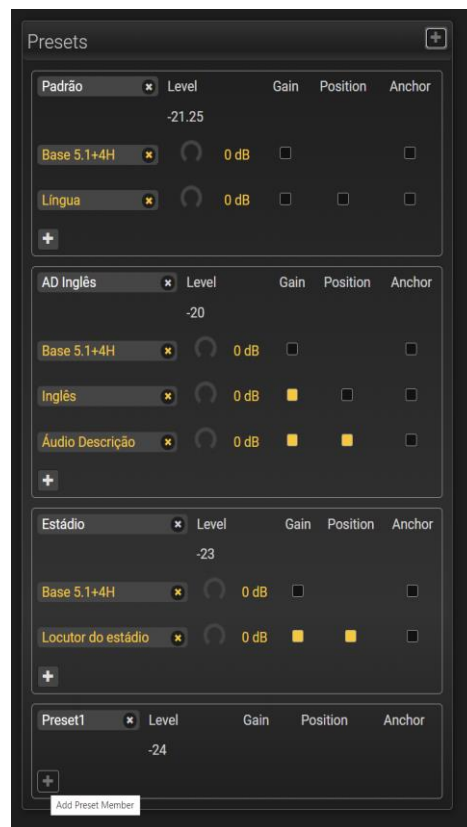 Presets
Padrão Level Gain Position Anchor
-21.25
Base 5.1+4H 0 dB
Língua 0 dB
AD Inglês Level Gain Position Anchor
-20
Base 5.1+4H 0 dB
Inglês 0 dB
Áudio Descrição 0 dB
Estádio Level Gain Position Anchor
-23
Base 5.1+4H 0 dB
Locutor do estádio 0 dB
Preset1 Level Gain Position Anchor
-24
Add Preset Member